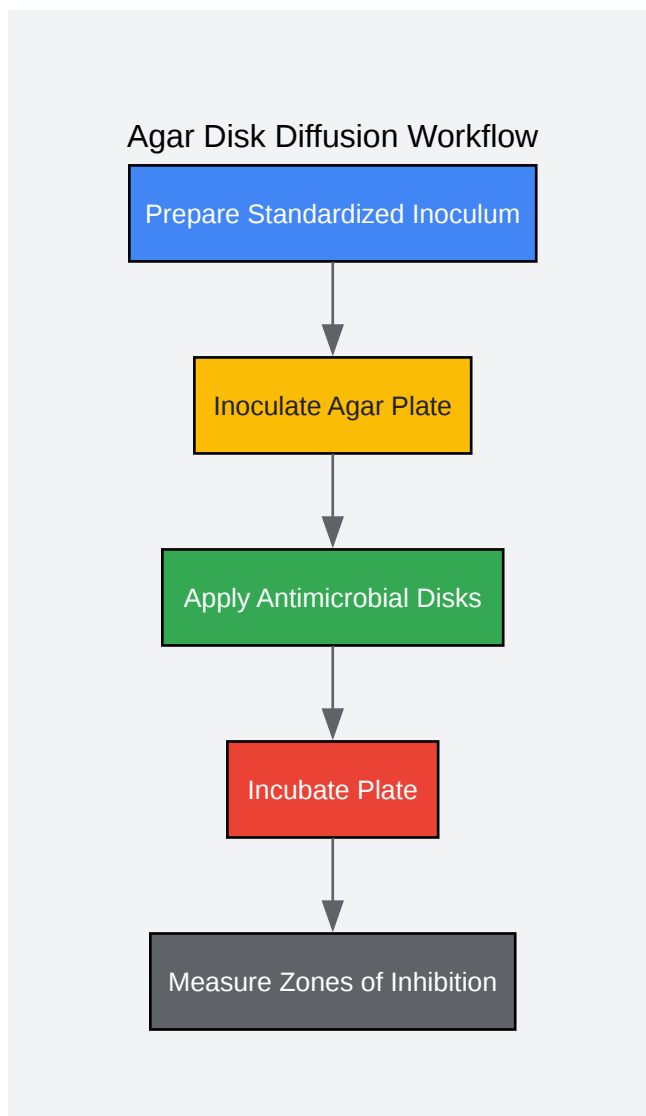 Agar Disk Diffusion Workflow
Prepare Standardized Inoculum
Inoculate Agar Plate
Apply Antimicrobial Disks
Incubate Plate
Measure Zones of Inhibition